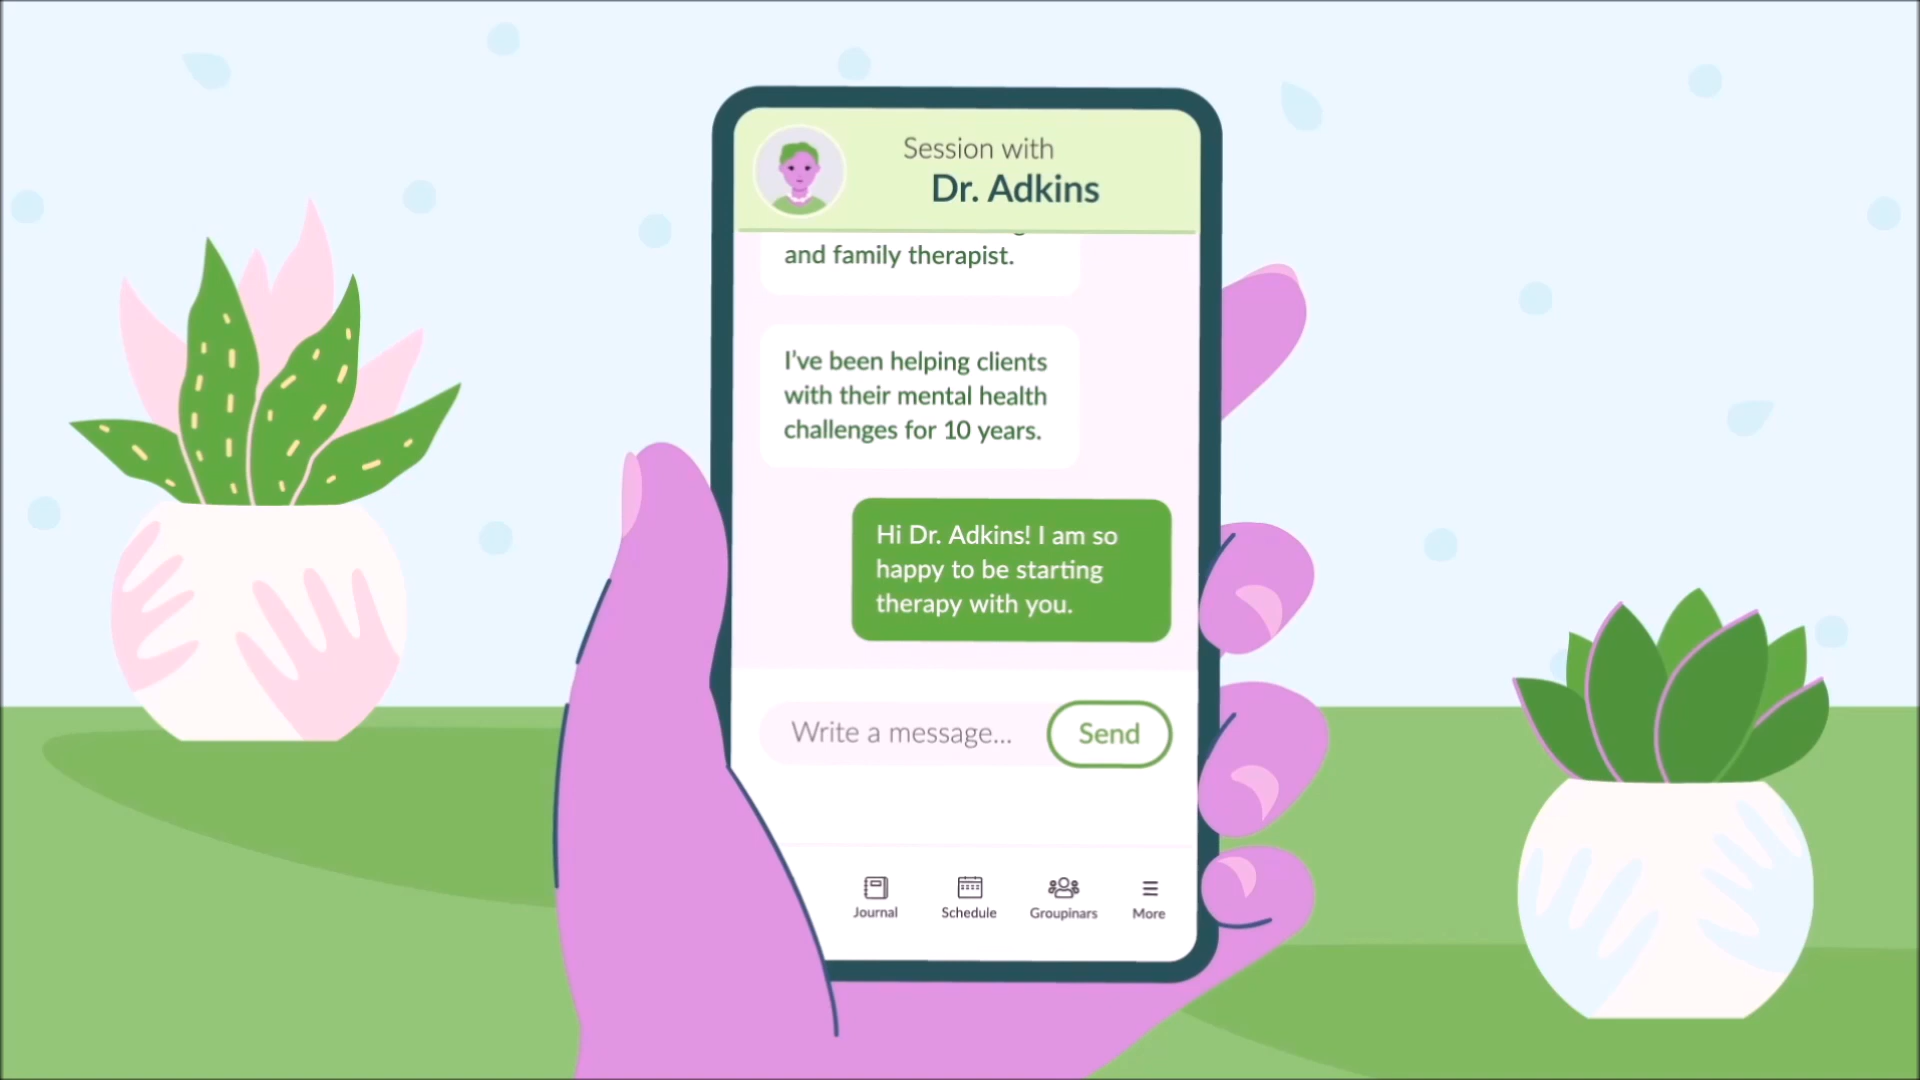 Session with
Dr. Adkins
and family therapist.
I've been helping clients
with their mental health
challenges for 10 years.
Hi Dr. Adkins! I am so
happy to be starting
therapy with you.
Write a message...
Send
Journal
Schedule
Groupinars
More